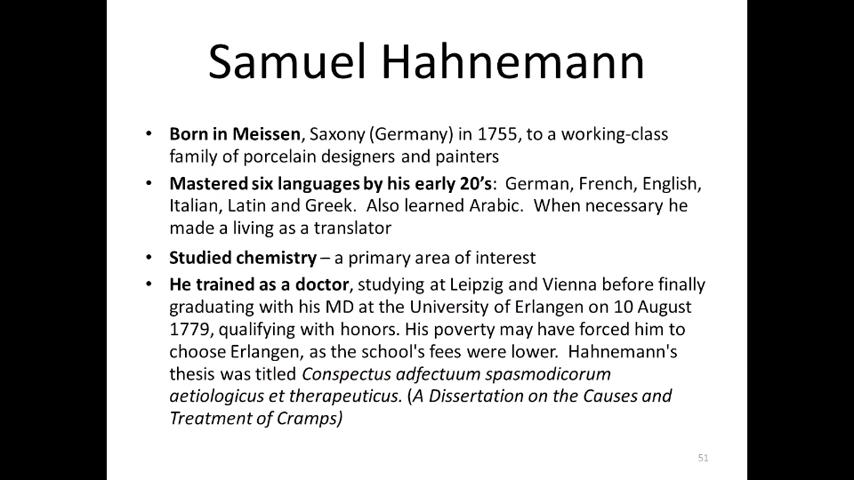 Samuel Hahnemann
• Born in Meissen, Saxony (Germany) in 1755, to a working-class
family of porcelain designers and painters
• Mastered six languages by his early 20's: German, French, English,
Italian, Latin and Greek. Also learned Arabic. When necessary he
made a living as a translator
• Studied chemistry – a primary area of interest
• He trained as a doctor, studying at Leipzig and Vienna before finally
graduating with his MD at the University of Erlangen on 10 August
1779, qualifying with honors. His poverty may have forced him to
choose Erlangen, as the school's fees were lower. Hahnemann's
thesis was titled Conspectus adfectuum spasmodicorum
aetiologicus et therapeuticus. (A Dissertation on the Causes and
Treatment of Cramps)
51